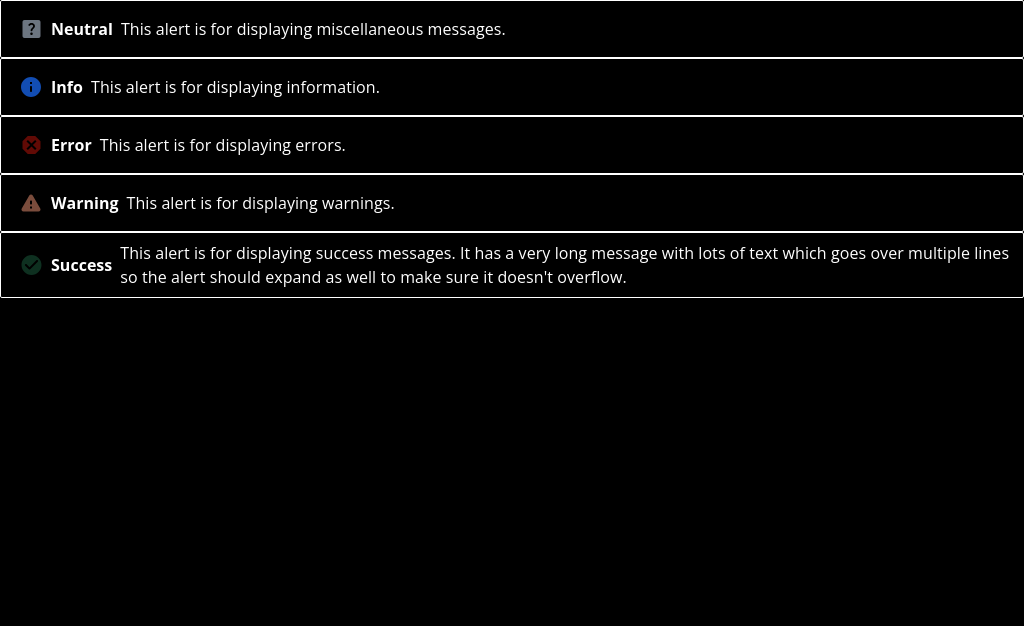 Neutral This alert is for displaying miscellaneous messages.
Info This alert is for displaying information.
Error This alert is for displaying errors.
Warning This alert is for displaying warnings.
Success This alert is for displaying success messages. It has a very long message with lots of text which goes over multiple lines
so the alert should expand as well to make sure it doesn't overflow.